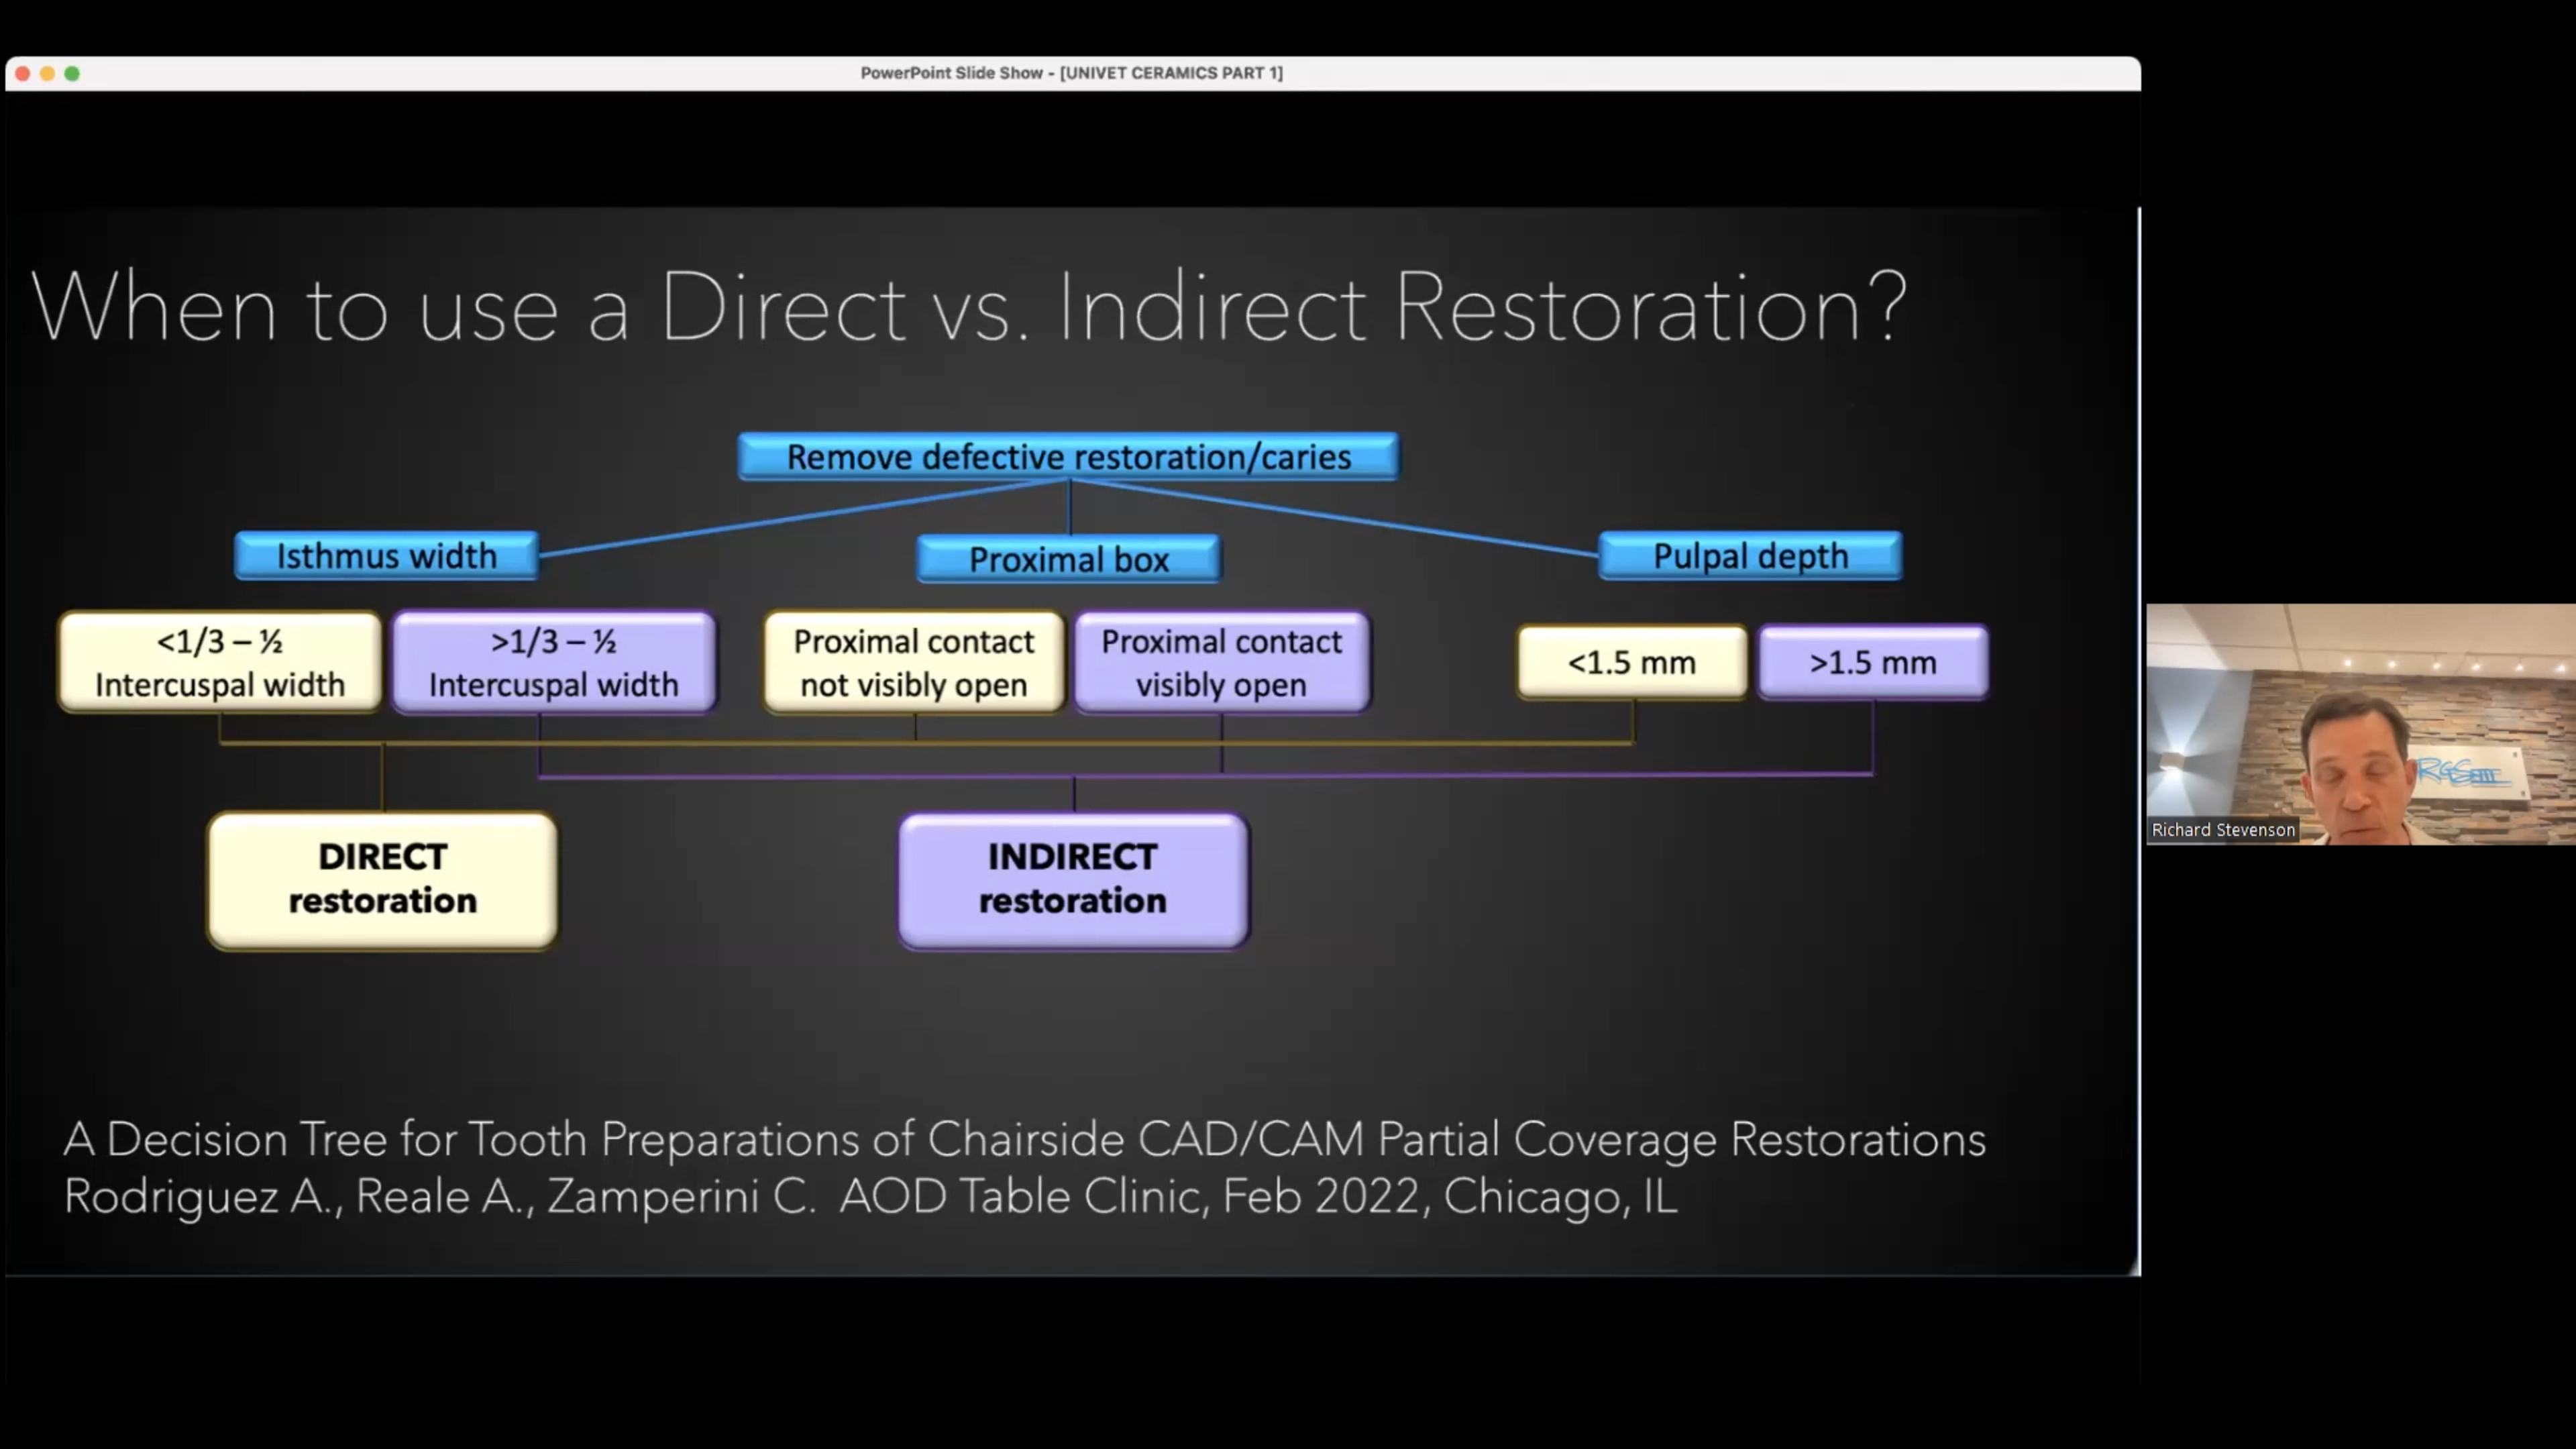 PowerPoint Slide Show - [UNIVET CERAMICS PART 1]
When to use a Direct vs. Indirect Restoration?
Remove defective restoration/caries
Isthmus width
Proximal box
Pulpal depth
<1/3 – ½
Intercuspal width
>1/3 – ½
Intercuspal width
Proximal contact
not visibly open
Proximal contact
visibly open
<1.5 mm
>1.5 mm
DIRECT
restoration
INDIRECT
restoration
A Decision Tree for Tooth Preparations of Chairside CAD/CAM Partial Coverage Restorations
Rodriguez A., Reale A., Zamperini C. AOD Table Clinic, Feb 2022, Chicago, IL
Richard Stevenson